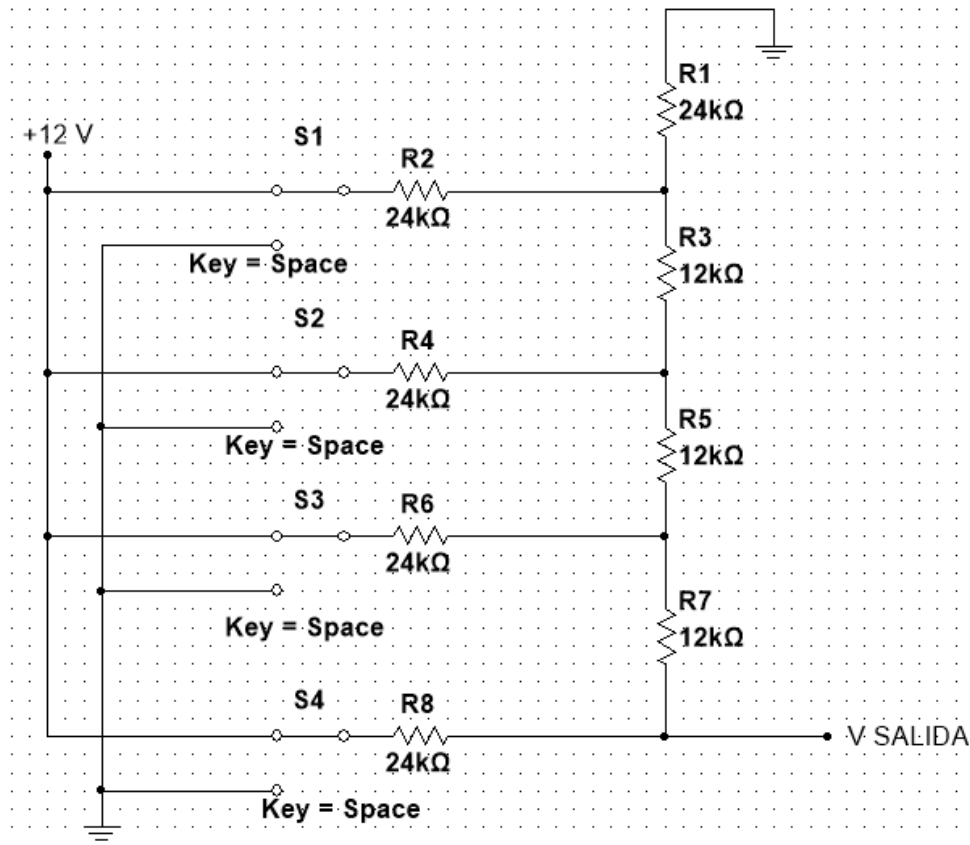 R1
24kΩ
+12 V
S1
R2
24kΩ
R3
12kΩ
Key = Space
S2
R4
24kΩ
R5
12kΩ
Key = Space
S3
R6
24kΩ
R7
12kΩ
Key = Space
S4
R8
24kΩ
V SALIDA
Key = Space